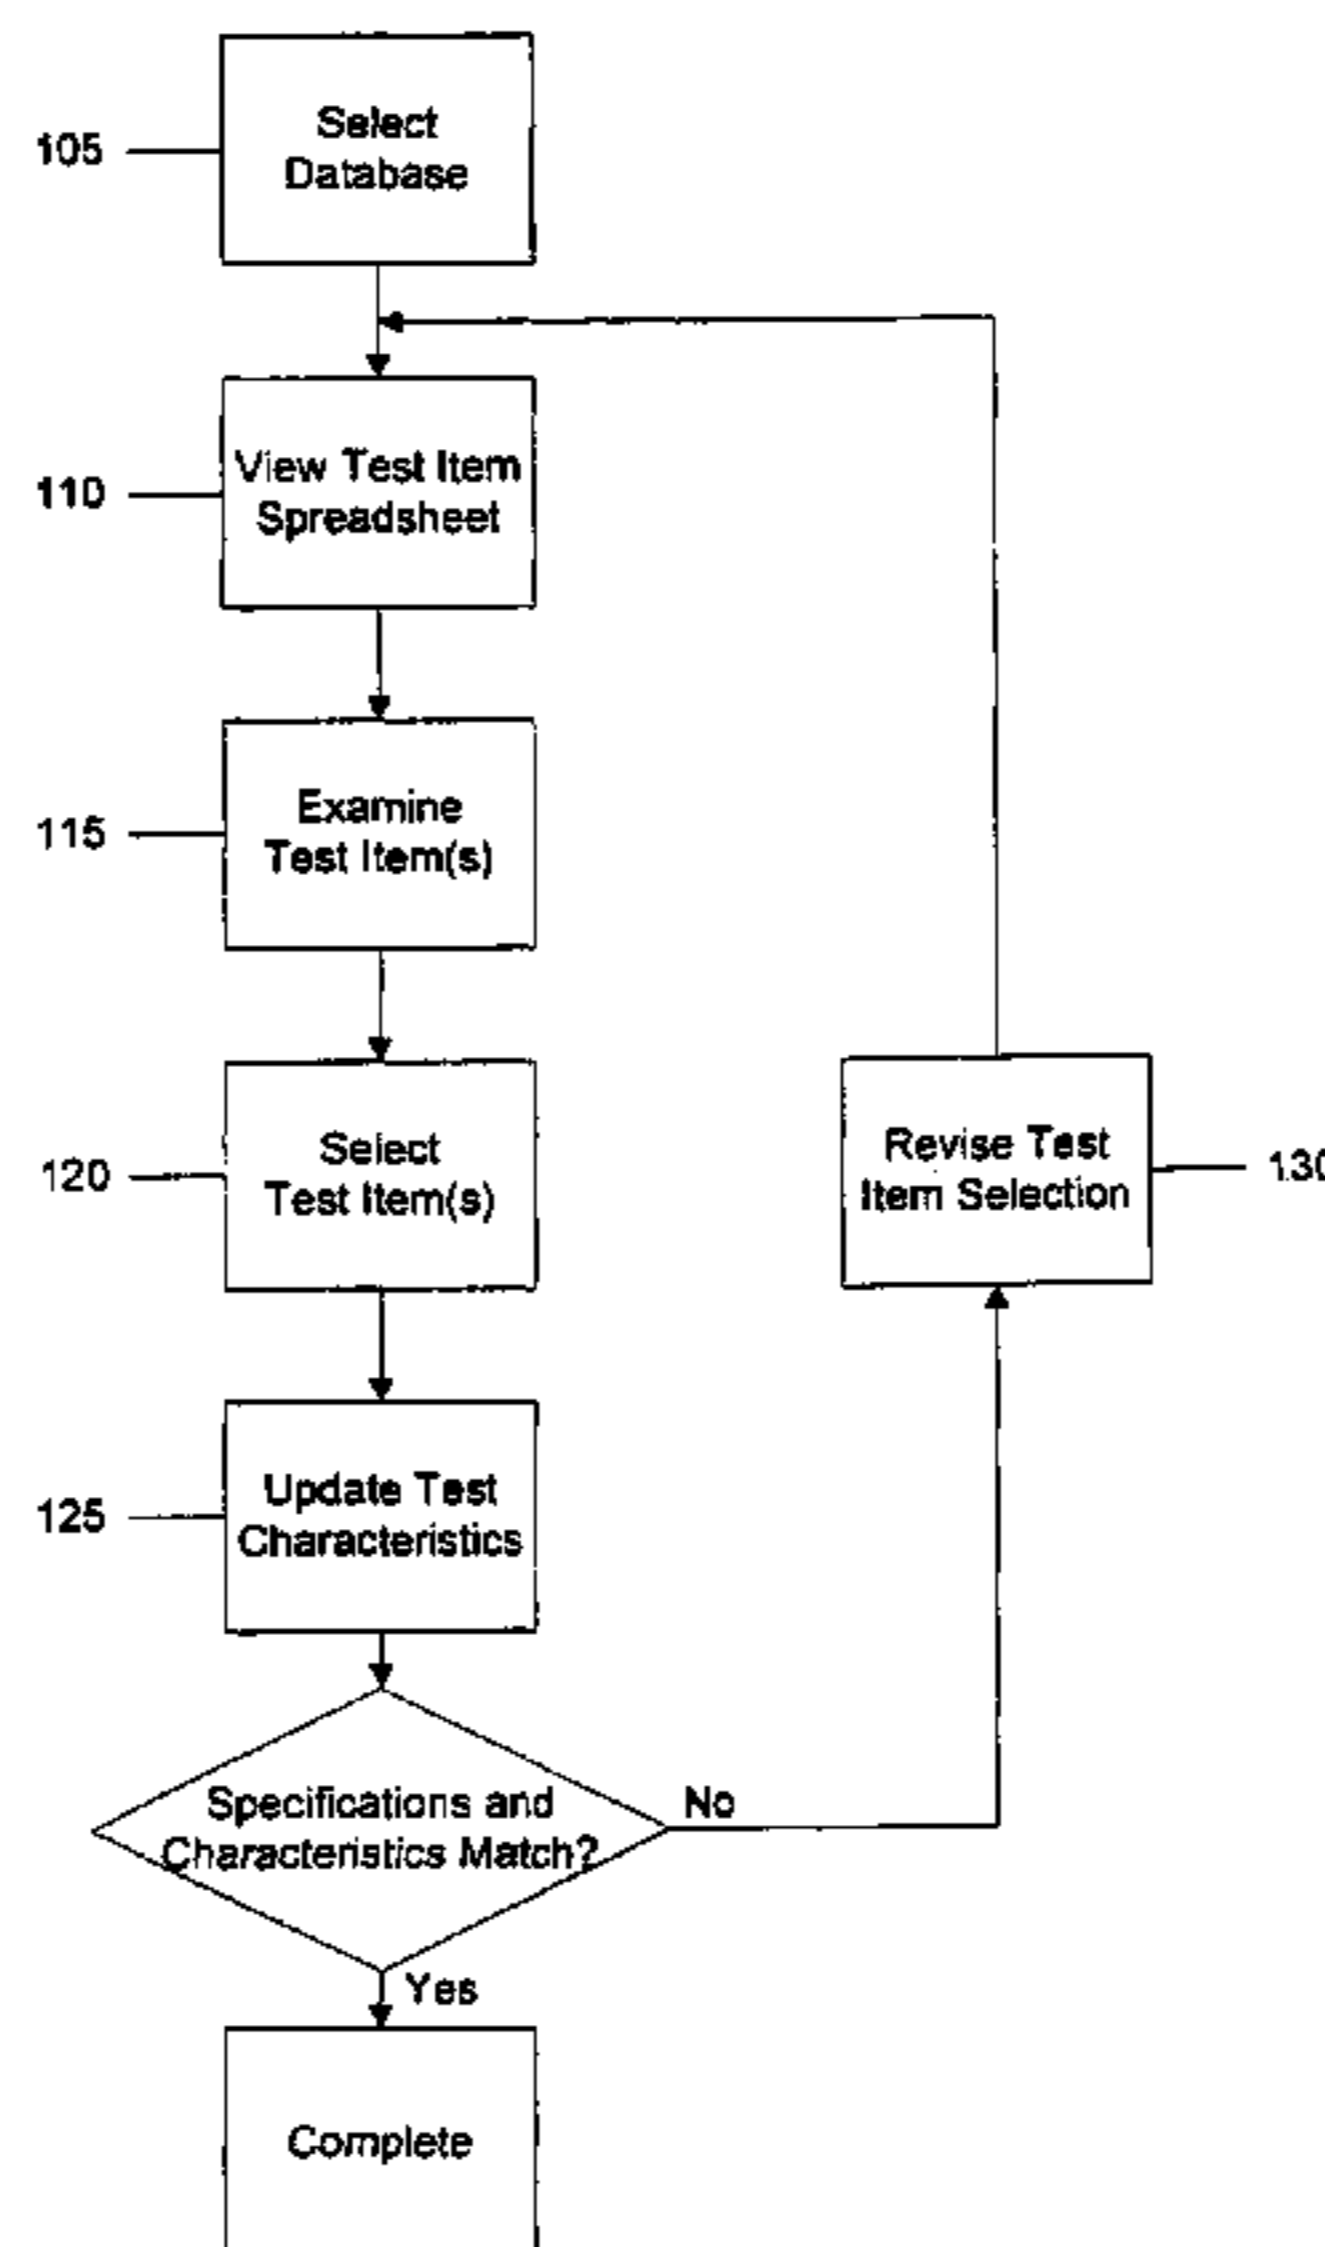 105
Select
Database
110
View Test Item
Spreadsheet
115
Examine
Test Item(s)
120
Select
Test Item(s)
Revise Test
Item Selection
130
125
Update Test
Characteristics
Specifications and
Characteristics Match?
No
Yes
Complete